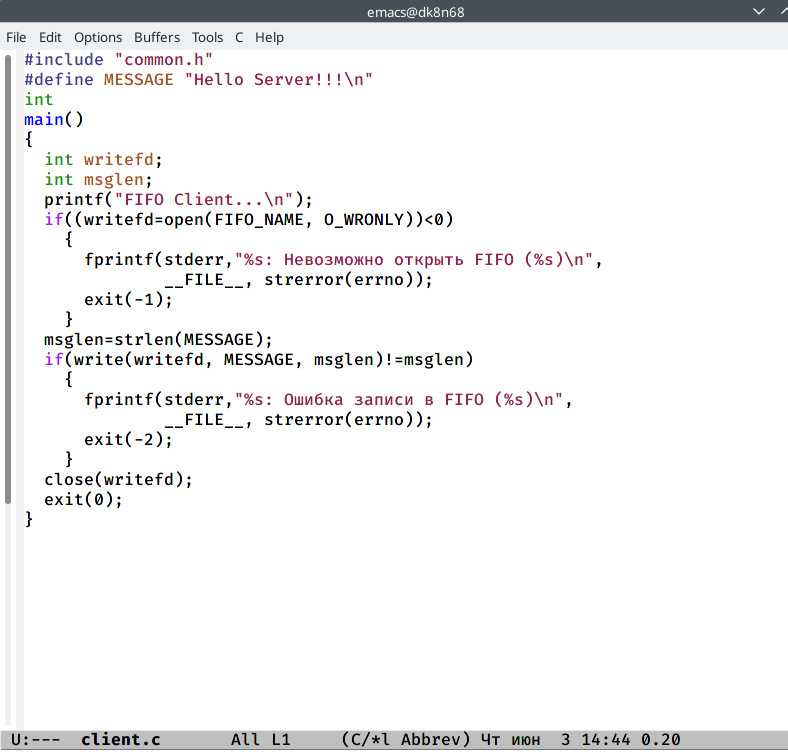 emacs@dk8n68
File Edit Options Buffers Tools C Help
#include "common.h"
#define MESSAGE "Hello Server!!!\n"
int
main()
{
  int writefd;
  int msglen;
  printf("FIFO Client...\n");
  if((writefd=open(FIFO_NAME, O_WRONLY))<0)
    {
      fprintf(stderr,"%s: Невозможно открыть FIFO (%s)\n",
              __FILE__, strerror(errno));
      exit(-1);
    }
  msglen=strlen(MESSAGE);
  if(write(writefd, MESSAGE, msglen)!=msglen)
    {
      fprintf(stderr,"%s: Ошибка записи в FIFO (%s)\n",
              __FILE__, strerror(errno));
      exit(-2);
    }
  close(writefd);
  exit(0);
}
U:---  client.c       All L1     (C/*l Abbrev) Чт июн  3 14:44 0.20